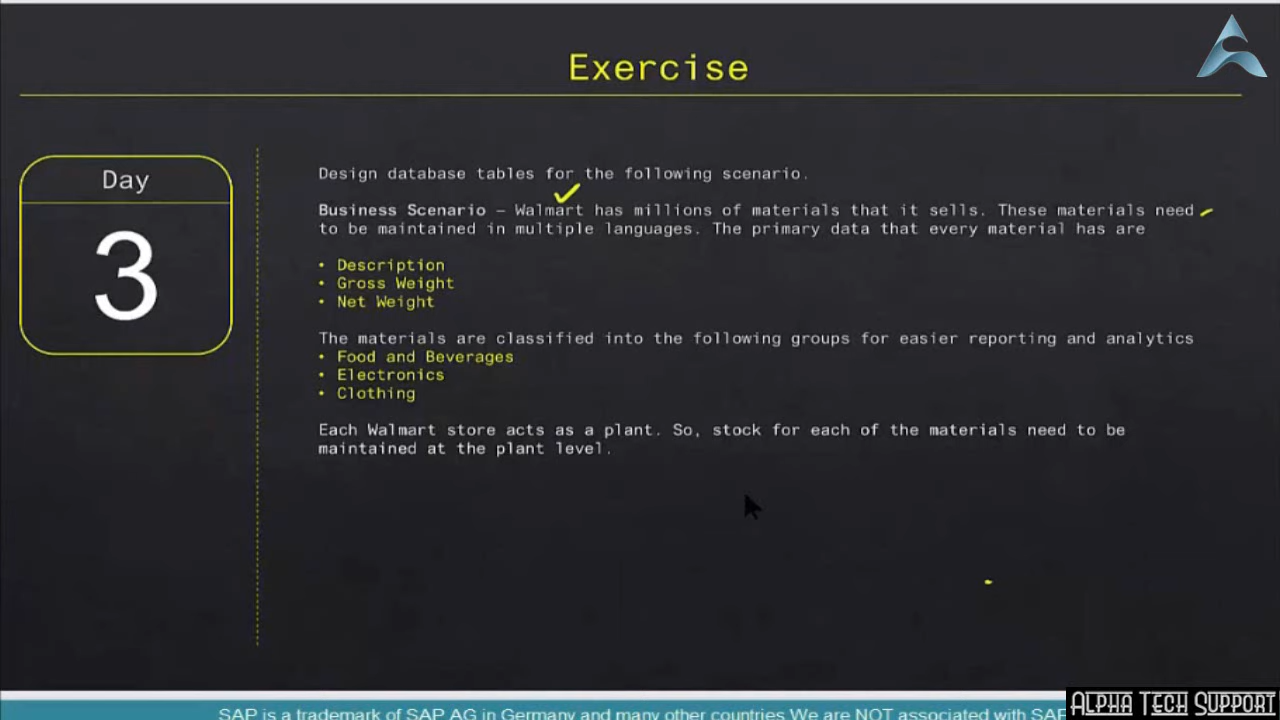 Exercise
Day
3
Design database tables for the following scenario.
Business Scenario – Walmart has millions of materials that it sells. These materials need
to be maintained in multiple languages. The primary data that every material has are
• Description
• Gross Weight
• Net Weight
The materials are classified into the following groups for easier reporting and analytics
• Food and Beverages
• Electronics
• Clothing
Each Walmart store acts as a plant. So, stock for each of the materials need to be
maintained at the plant level.
SAP is a trademark of SAP AG in Germany and many other countries We are NOT associated with SAP
ALPHA TECH SUPPORT